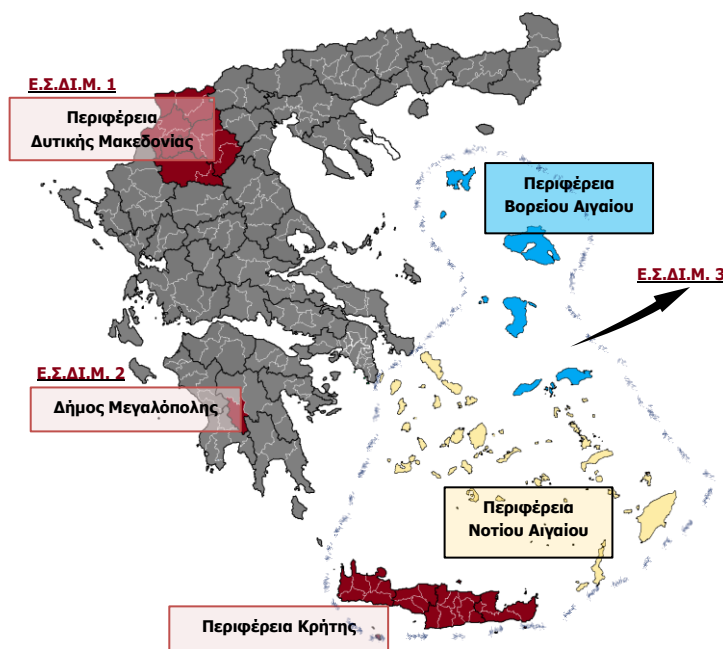 Ε.Σ.ΔΙ.Μ. 1
Περιφέρεια
Δυτικής Μακεδονίας
Περιφέρεια
Βορείου Αιγαίου
Ε.Σ.ΔΙ.Μ. 3
Ε.Σ.ΔΙ.Μ. 2
Δήμος Μεγαλόπολης
Περιφέρεια
Νοτίου Αιγαίου
Περιφέρεια Κρήτης